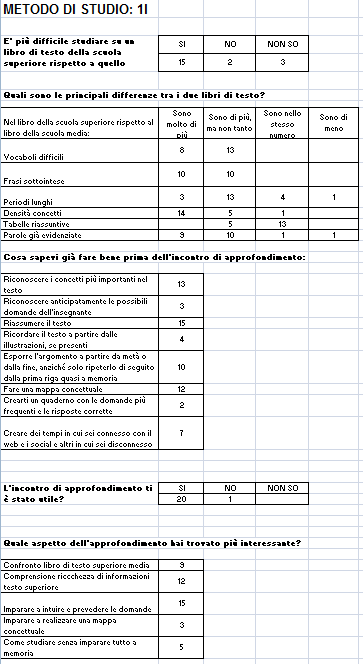 METODO DI STUDIO: 1I
E' più difficile studiare su un
libro di testo della scuola
superiore rispetto a quello
SI NO NON SO
15 2 3
Quali sono le principali differenze tra i due libri di testo?
Nel libro della scuola superiore rispetto al
libro della scuola media:
Sono
molto di
più
Sono di più,
ma non tanto
Sono nello
stesso
numero
Sono di
meno
Vocaboli difficili 8 13
Frasi sottointese 10 10
Periodi lunghi 3 13 4 1
Densità concetti 14 5 1
Tabelle riassuntive 5 13
Parole già evidenziate 9 10 1 1
Cosa sapevi già fare bene prima dell'incontro di approfondimento:
Riconoscere i concetti più importanti nel
testo 13
Riconoscere anticipatamente le possibili
domande dell'insegnante 3
Riassumere il testo 15
Ricordare il testo a partire dalle
illustrazioni, se presenti 4
Esporre l'argomento a partire da metà o
dalla fine, anziché solo ripeterlo di seguito
dalla prima riga quasi a memoria 10
Fare una mappa concettuale 12
Crearti un quaderno con le domande più
frequenti e le risposte corrette 2
Creare dei tempi in cui sei connesso con il
web e i social e altri in cui sei disconnesso 7
L'incontro di approfondimento ti
è stato utile?
SI NO NON SO
20 1
Quale aspetto dell'approfondimento hai trovato più interessante?
Confronto libro di testo superiore media 9
Comprensione ricchezza di informazioni
testo superiore 12
Imparare a intuire e prevedere le domande 15
Imparare a realizzare una mappa
concettuale 3
Come studiare senza imparare tutto a
memoria 5